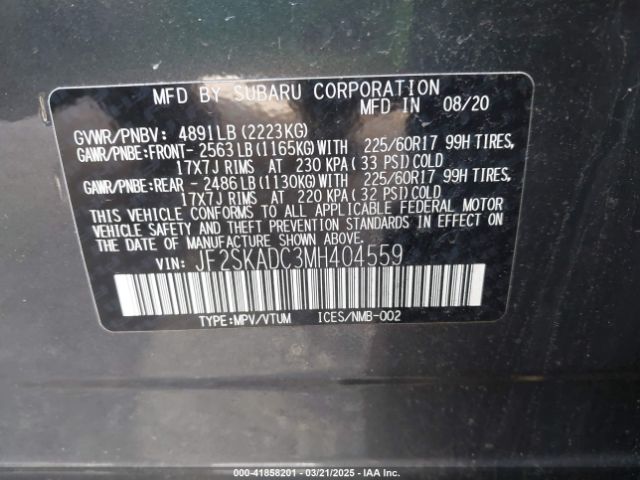 MFD BY SUBARU CORPORATION
MFD IN 08/20
GVWR/PNBV: 4891LB(2223KG)
GAWR/PNBE:FRONT- 2563LB(1165KG)WITH 225/60R17 99H TIRES,
17X7J RIMS AT 230 KPA(33 PSI)COLD
GAWR/PNBE:REAR - 2486LB(1130KG)WITH 225/60R17 99H TIRES,
17X7J RIMS AT 220 KPA(32 PSI)COLD
THIS VEHICLE CONFORMS TO ALL APPLICABLE FEDERAL MOTOR
VEHICLE SAFETY AND THEFT PREVENTION STANDARDS IN EFFECT
ON THE DATE OF MANUFACTURE SHOWN ABOVE.
VIN: JF2SKADC3MH404559
TYPE:MPV/VTUM ICES/NMB-002
000-41858201 - 03/21/2025 - IAA Inc.